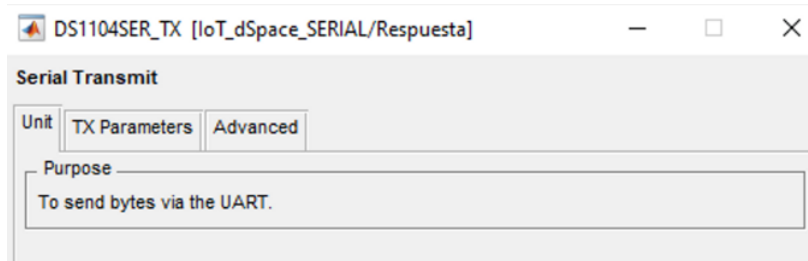 DS1104SER_TX [IoT_dSpace_SERIAL/Respuesta]
Serial Transmit
Unit TX Parameters Advanced
Purpose
To send bytes via the UART.